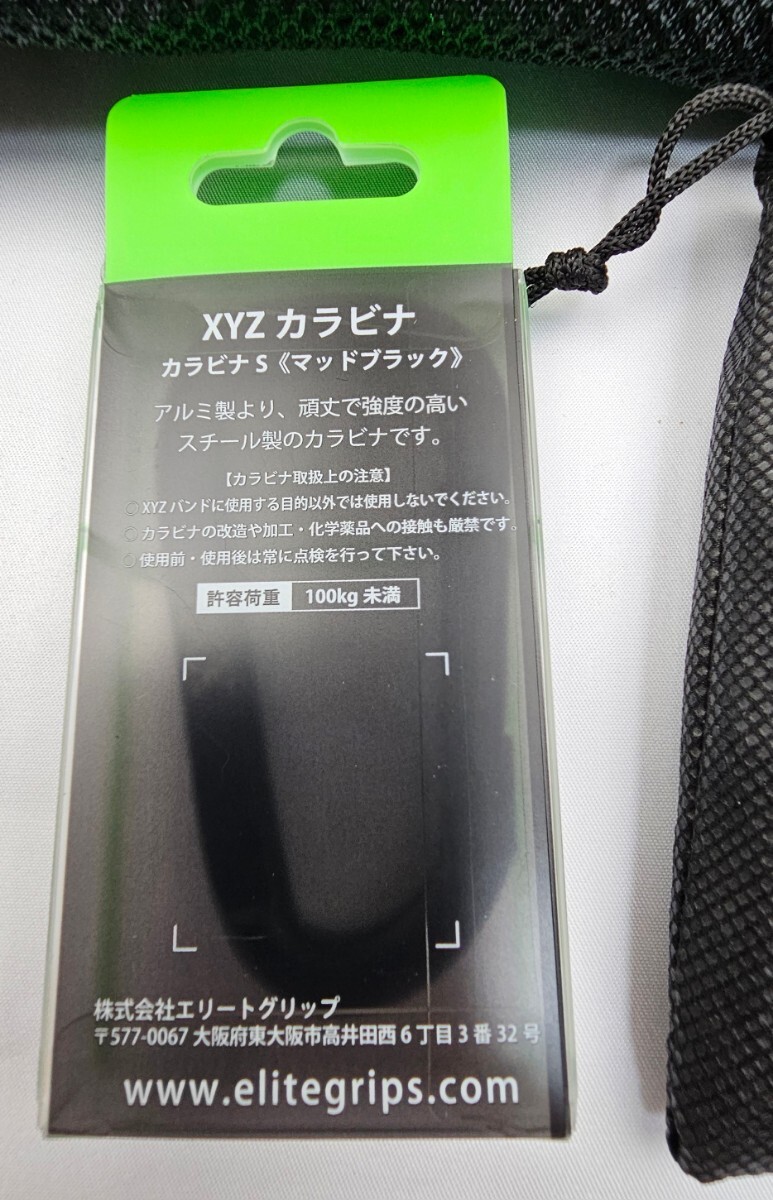 XYZ カラビナ
カラビナ S《マッドブラック》
アルミ製より、頑丈で強度の高い
スチール製のカラビナです。
【カラビナ取扱上の注意】
○XYZ バンドに使用する目的以外では使用しないでください。
○カラビナの改造や加工・化学薬品への接触も厳禁です。
○使用前・使用後は常に点検を行って下さい。
許容荷重 100kg 未満
株式会社エリートグリップ
〒577-0067 大阪府東大阪市高井田西 6 丁目 3 番 32 号
www.elitegrips.com